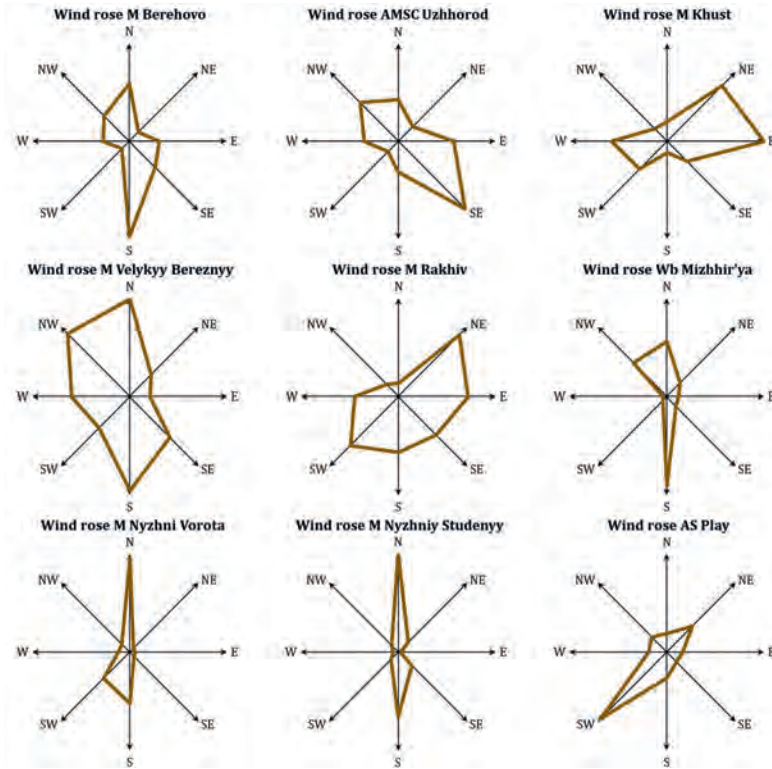 Wind rose M Berehovo
N
NW
NE
W
E
SW
SE
S
Wind rose AMSC Uzhhorod
N
NW
NE
W
E
SW
SE
S
Wind rose M Khust
N
NW
NE
W
E
SW
SE
S
Wind rose M Velykyy Bereznyy
N
NW
NE
W
E
SW
SE
S
Wind rose M Rakhiv
N
NW
NE
W
E
SW
SE
S
Wind rose Wb Mizhhir'ya
N
NW
NE
W
E
SW
SE
S
Wind rose M Nyzhni Vorota
N
NW
NE
W
E
SW
SE
S
Wind rose M Nyzhniy Studenyy
N
NW
NE
W
E
SW
SE
S
Wind rose AS Play
N
NW
NE
W
E
SW
SE
S